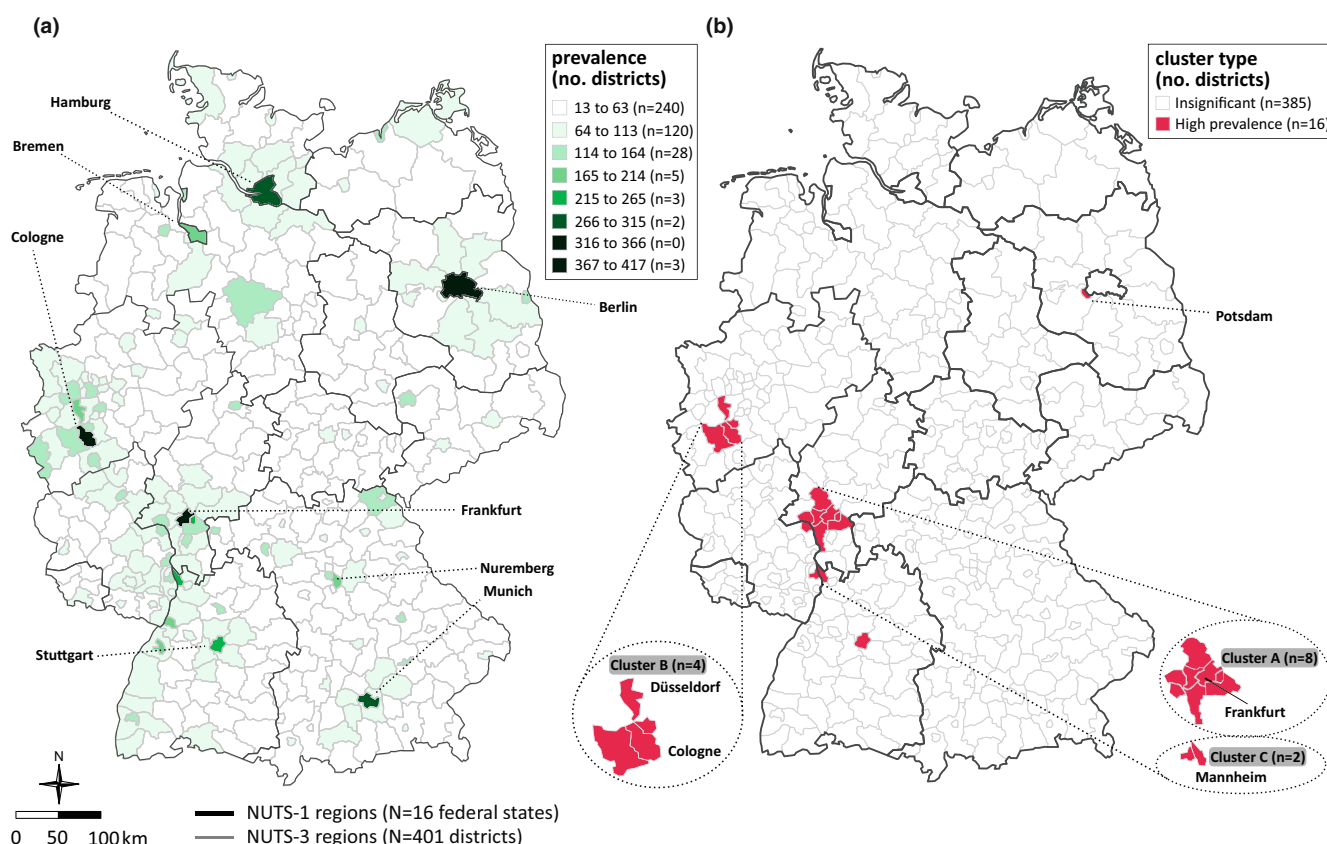 (a)
Hamburg
Bremen
Cologne
Berlin
Frankfurt
Nuremberg
Munich
Stuttgart
prevalence
(no. districts)
13 to 63 (n=240)
64 to 113 (n=120)
114 to 164 (n=28)
165 to 214 (n=5)
215 to 265 (n=3)
266 to 315 (n=2)
316 to 366 (n=0)
367 to 417 (n=3)
N
0 50 100 km
NUTS-1 regions (N=16 federal states)
NUTS-3 regions (N=401 districts)
(b)
cluster type
(no. districts)
Insignificant (n=385)
High prevalence (n=16)
Potsdam
Cluster B (n=4)
Düsseldorf
Cologne
Cluster A (n=8)
Frankfurt
Cluster C (n=2)
Mannheim